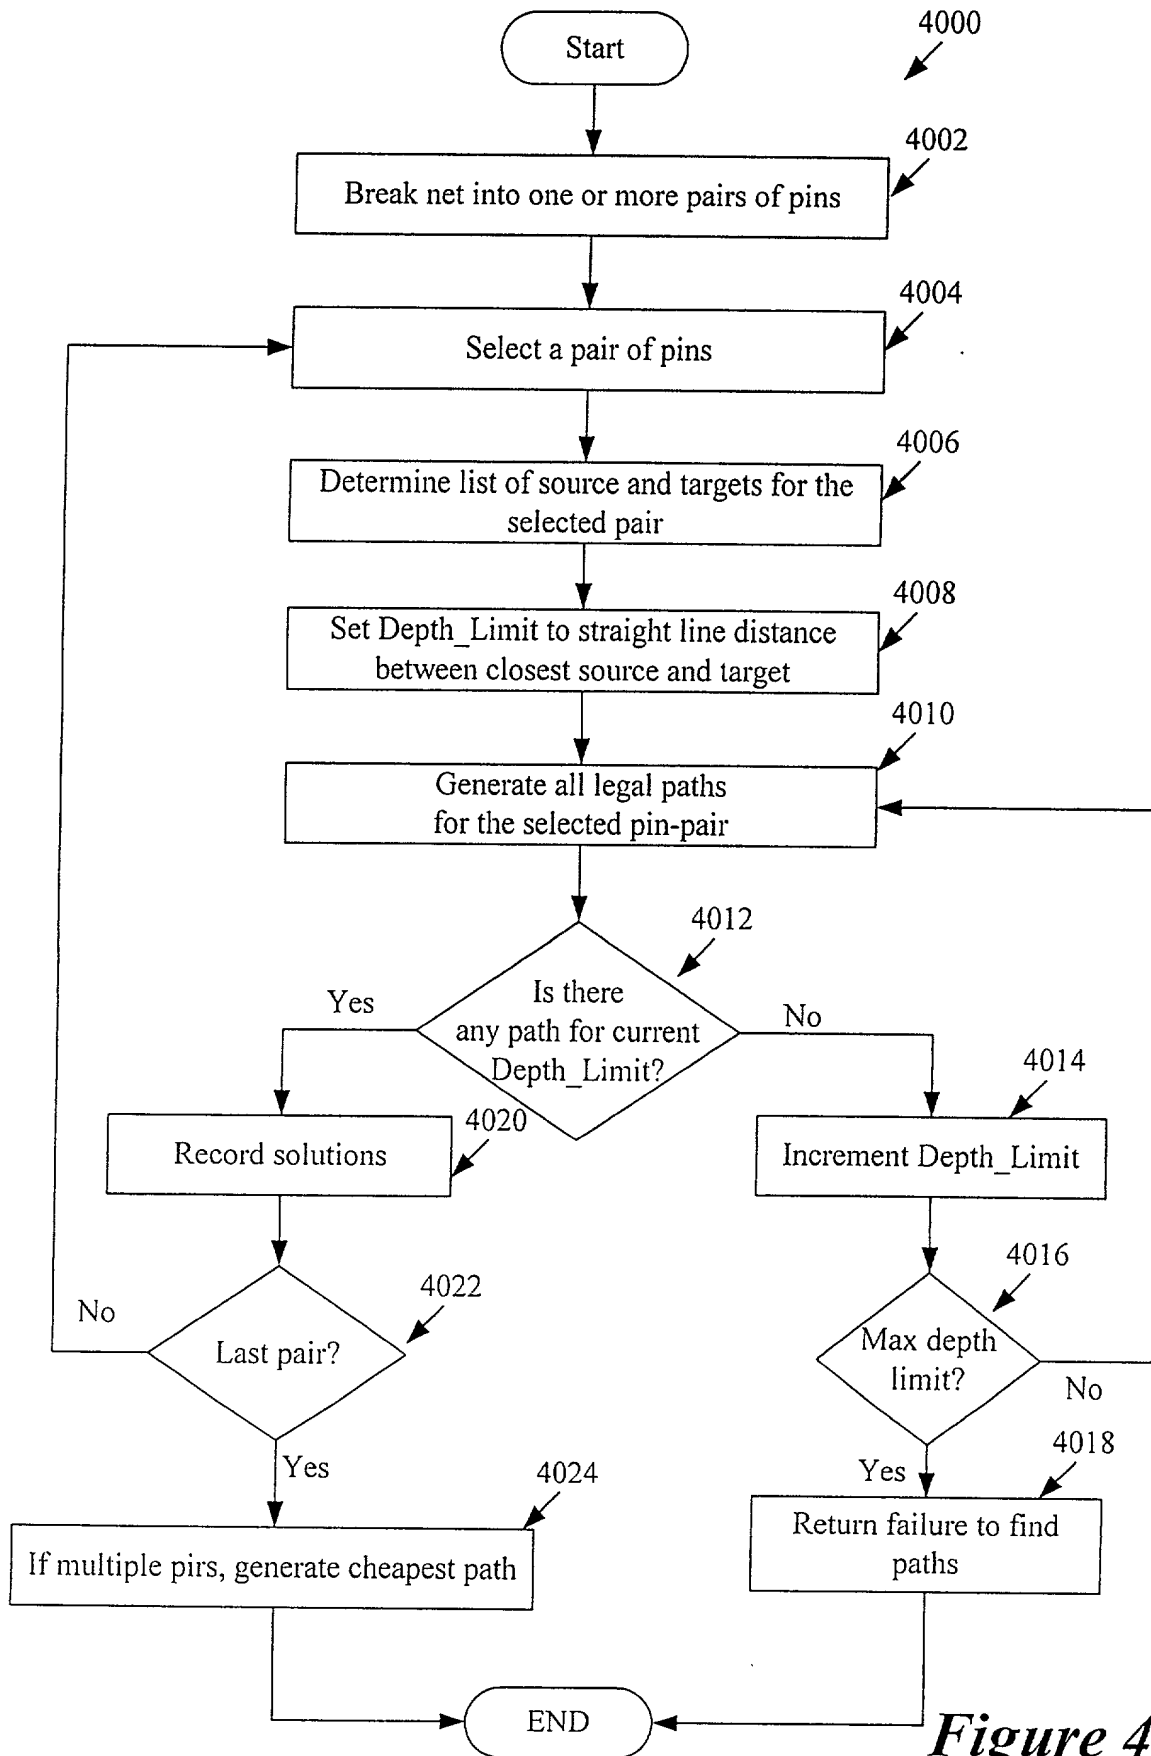 Start
4000
4002
Break net into one or more pairs of pins
4004
Select a pair of pins
4006
Determine list of source and targets for the
selected pair
4008
Set Depth_Limit to straight line distance
between closest source and target
4010
Generate all legal paths
for the selected pin-pair
4012
Is there
any path for current
Depth_Limit?
Yes
No
4014
Increment Depth_Limit
4020
Record solutions
4016
Max depth
limit?
No
4022
Last pair?
No
Yes
Yes
4018
Return failure to find
paths
4024
If multiple pirs, generate cheapest path
END
Figure 4